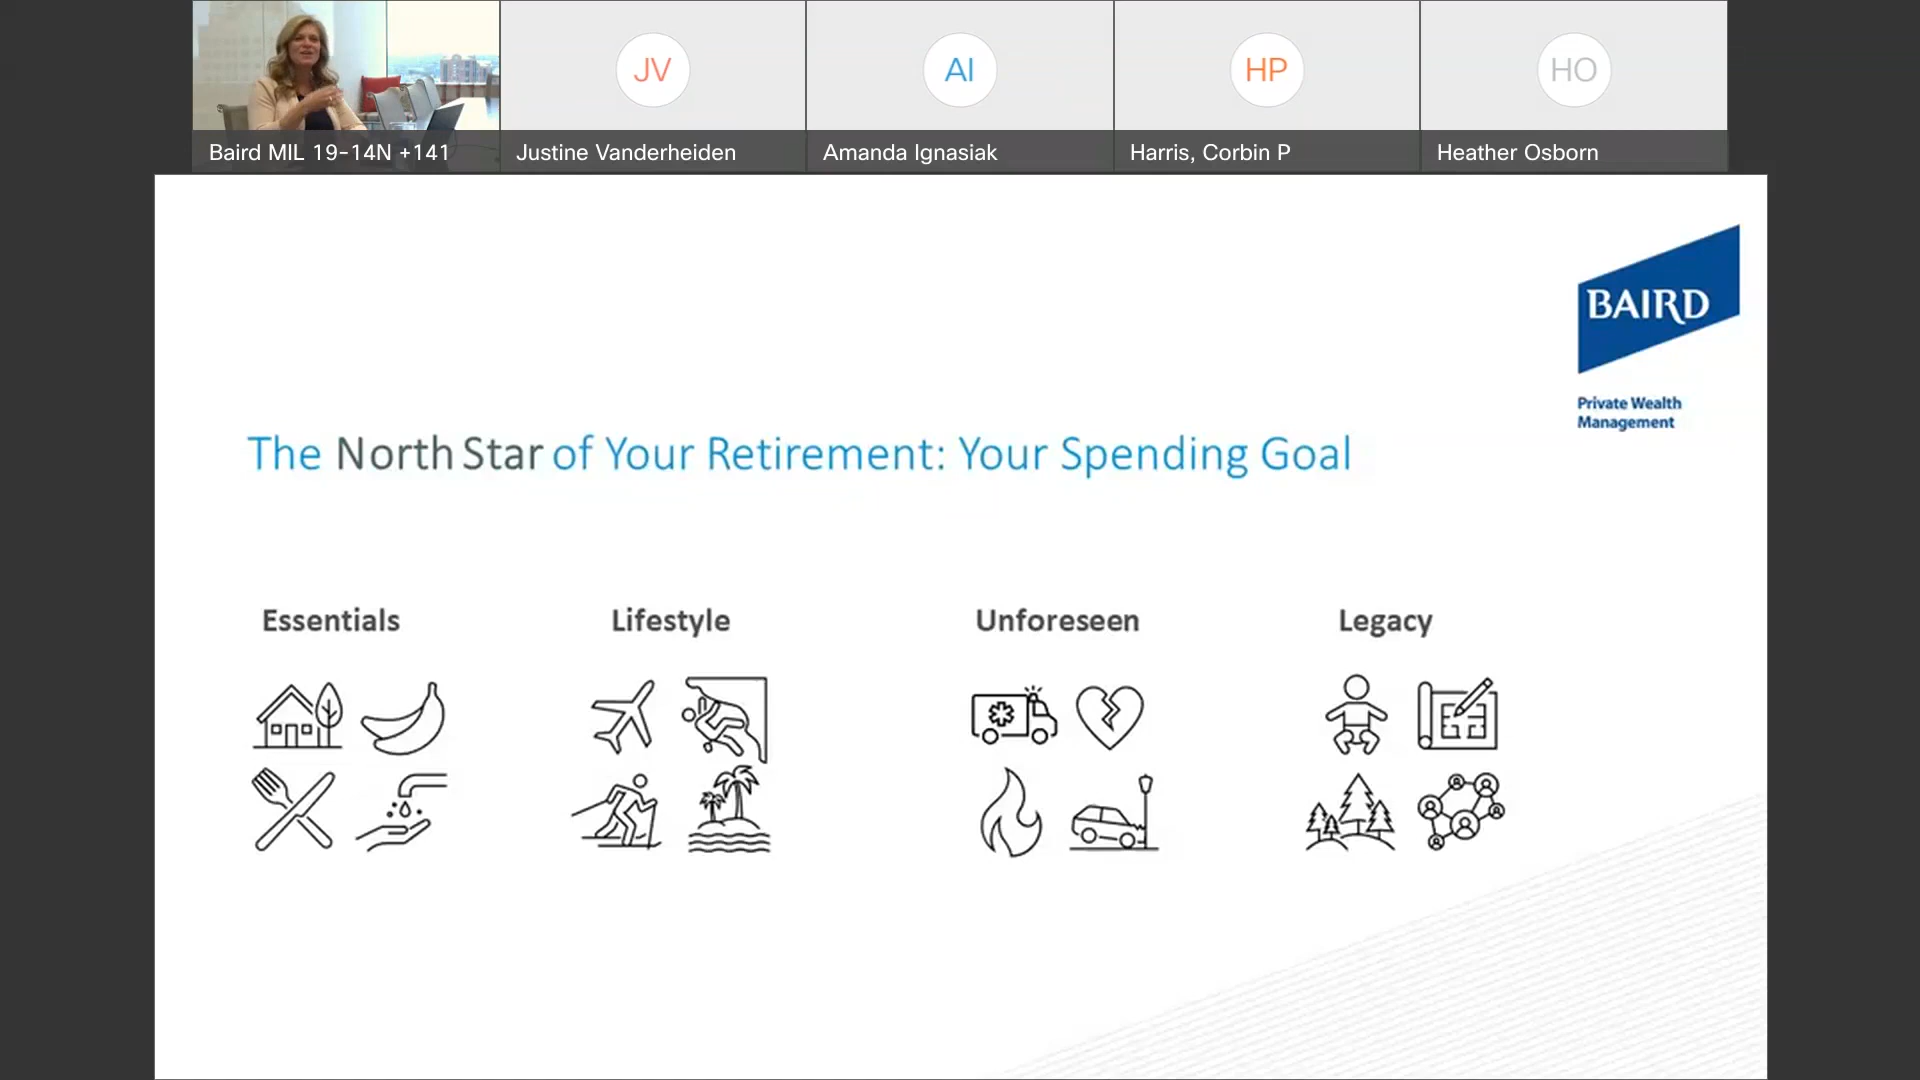 JV
AI
HP
HO
Baird MIL 19-14N +141
Justine Vanderheiden
Amanda Ignasiak
Harris, Corbin P
Heather Osborn
BAIRD
Private Wealth
Management
The North Star of Your Retirement: Your Spending Goal
Essentials
Lifestyle
Unforeseen
Legacy